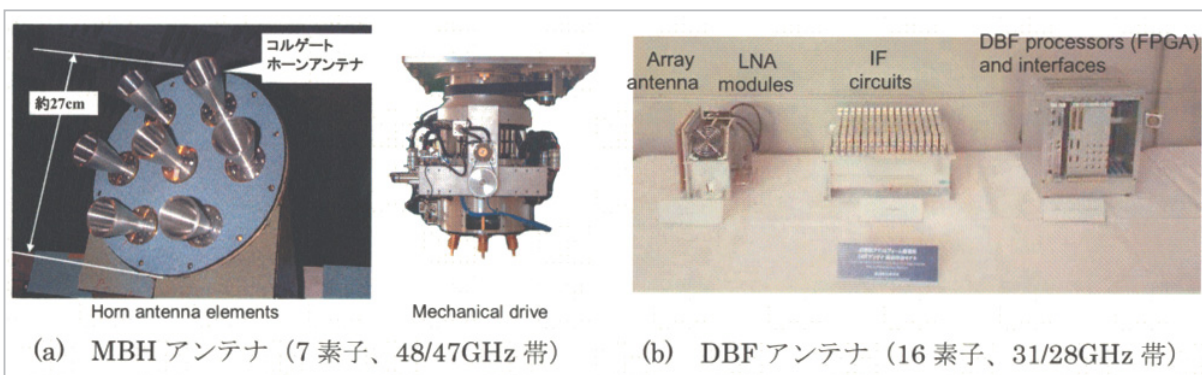 コルゲート
ホーンアンテナ
約27cm
Horn antenna elements
Mechanical drive
(a) MBH アンテナ（7 素子、48/47GHz 帯）
Array
antenna
LNA
modules
IF
circuits
DBF processors (FPGA)
and interfaces
(b) DBF アンテナ（16 素子、31/28GHz 帯）